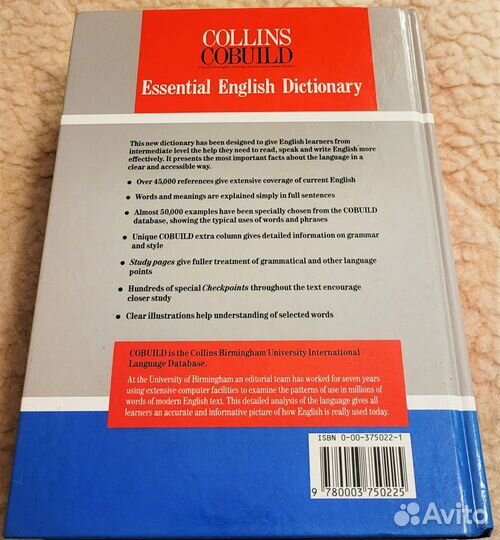 COLLINS
COBUILD
Essential English Dictionary
This new dictionary has been designed to give English learners from
intermediate level the help they need to read, speak and write English more
effectively. It presents the most important facts about the language in a
clear and accessible way.
• Over 45,000 references give extensive coverage of current English
• Words and meanings are explained simply in full sentences
• Almost 50,000 examples have been specially chosen from the COBUILD
database, showing the typical uses of words and phrases
• Unique COBUILD extra column gives detailed information on grammar
and style
• Study pages give fuller treatment of grammatical and other language
points
• Hundreds of special Checkpoints throughout the text encourage
closer study
• Clear illustrations help understanding of selected words
COBUILD is the Collins Birmingham University International
Language Database.
At the University of Birmingham an editorial team has worked for seven years
using extensive computer facilities to examine the patterns of use in millions of
words of modern English text. This detailed analysis of the language gives all
learners an accurate and informative picture of how English is really used today.
ISBN 0-00-375022-1
9 780003 750225
Avito